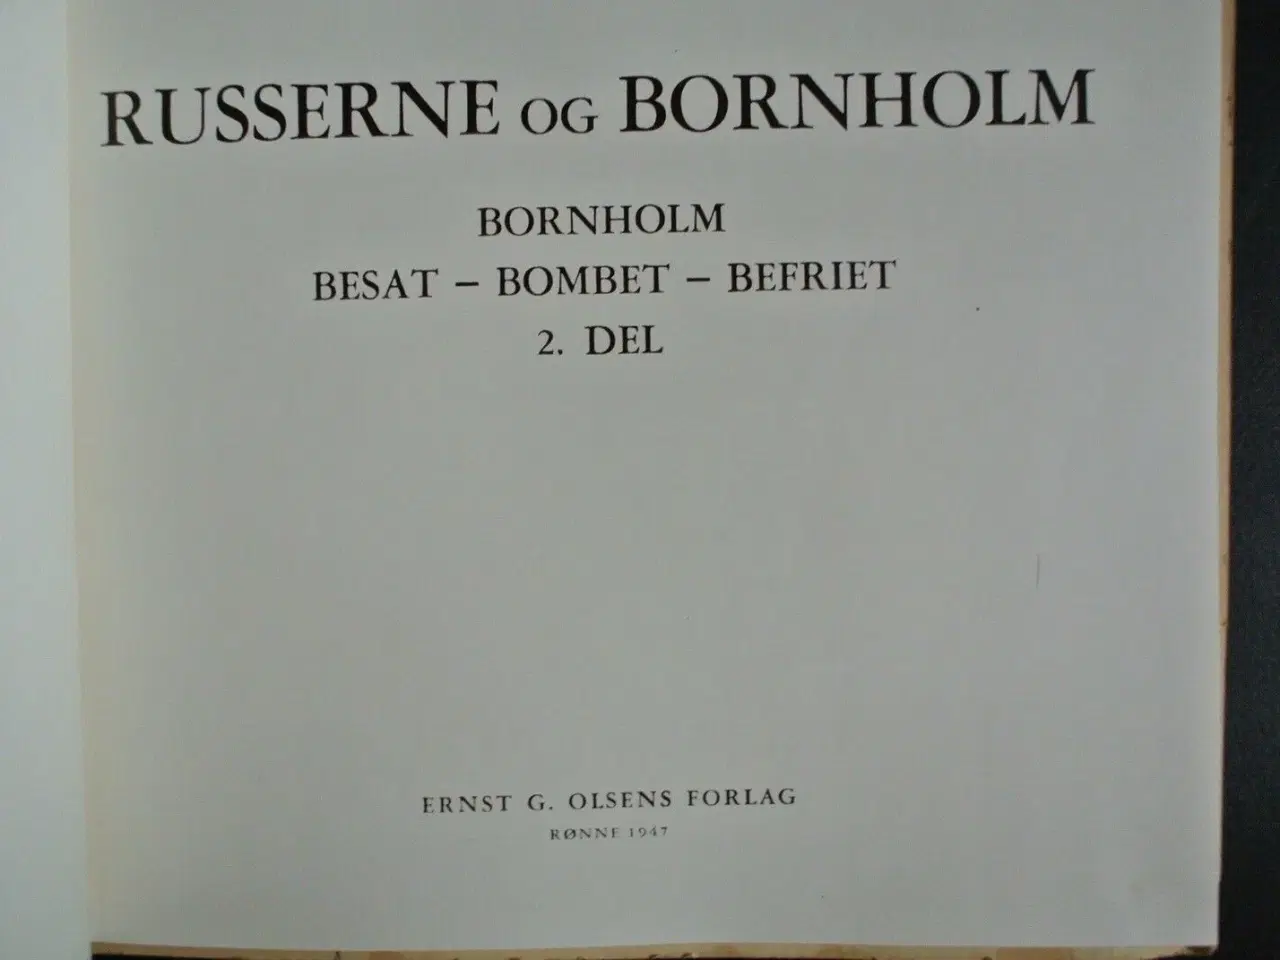 RUSSERNE OG BORNHOLM
BORNHOLM
BESAT – BOMBET – BEFRIET
2. DEL
ERNST G. OLSENS FORLAG
RØNNE 1947